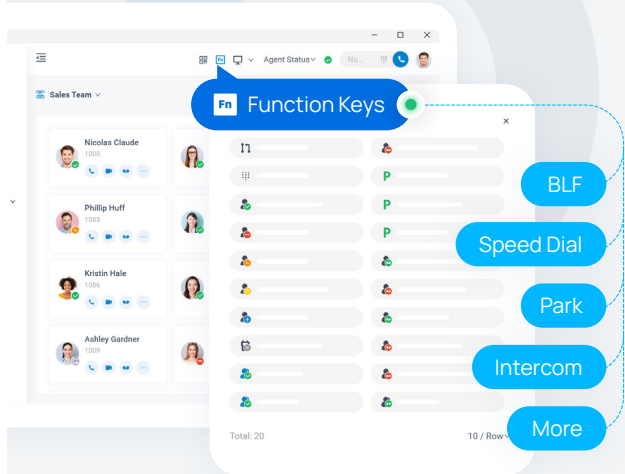 Agent Status
Nu...
Sales Team
Fn Function Keys
Nicolas Claude
1000
Phillip Huff
1003
Kristin Hale
1006
Ashley Gardner
1009
P
P
P
BLF
Speed Dial
Park
Intercom
More
Total: 20
10 / Row